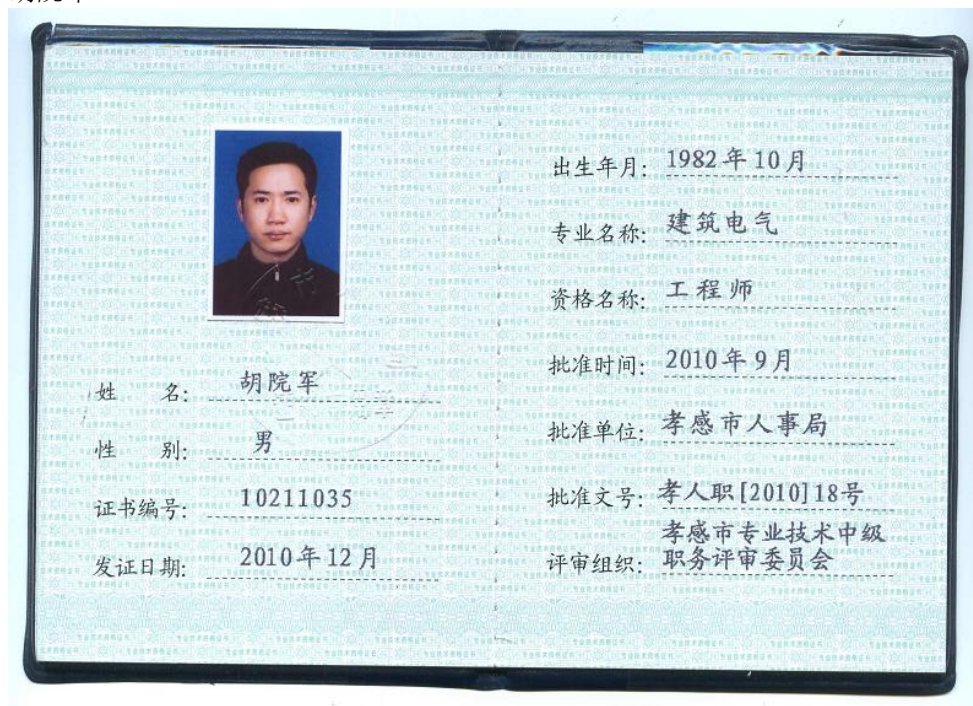 姓 名: 胡院军
性 别: 男
证书编号: 10211035
发证日期: 2010年12月
出生年月: 1982年10月
专业名称: 建筑电气
资格名称: 工程师
批准时间: 2010年9月
批准单位: 孝感市人事局
批准文号: 孝人职[2010]18号
评审组织: 孝感市专业技术中级
职务评审委员会